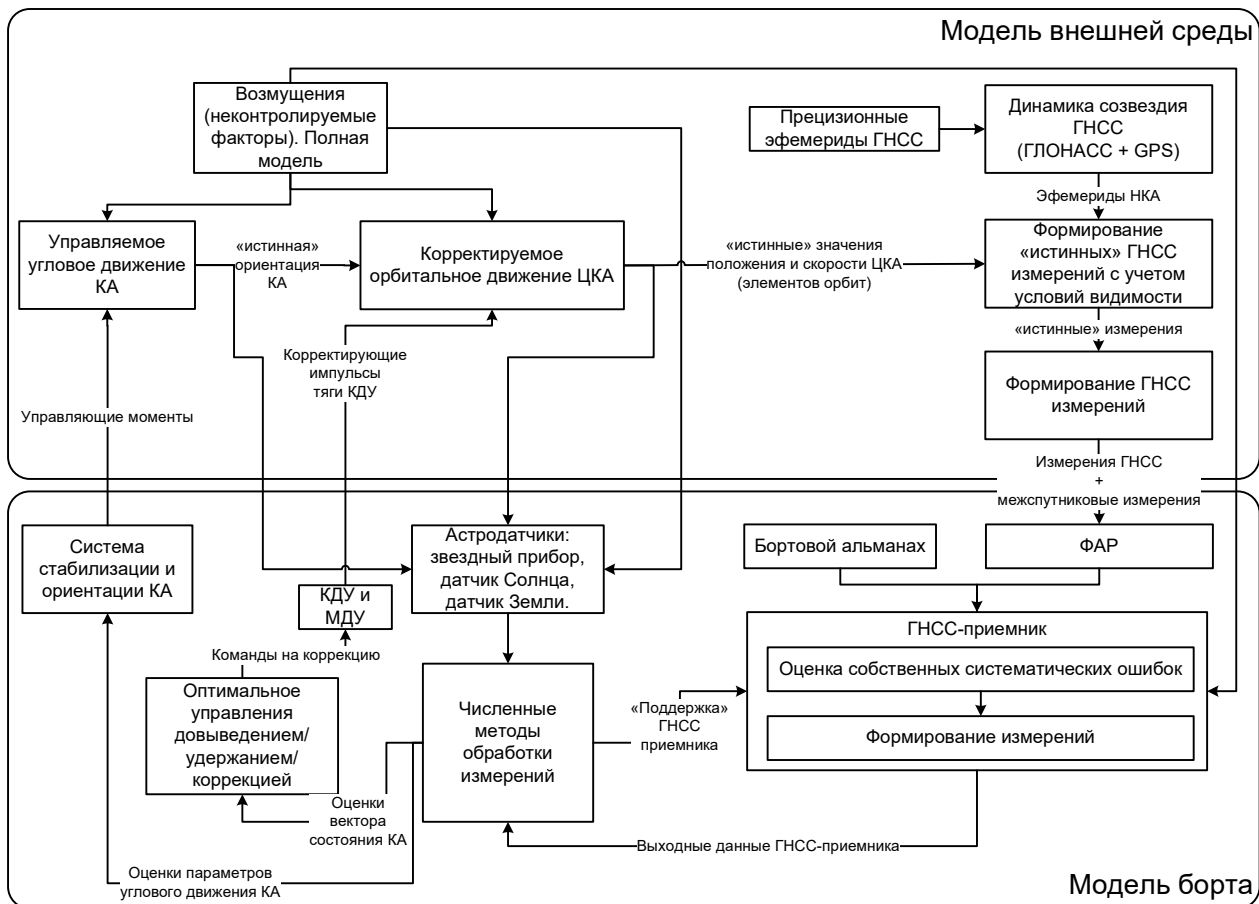 Модель внешней среды
Возмущения
(неконтролируемые
факторы). Полная
модель
Прецизионные
эфемериды ГНСС
Динамика созвездия
ГНСС
(ГЛОНАСС + GPS)
Эфемериды НКА
Управляемое
угловое движение
КА
«истинная»
ориентация
КА
Корректируемое
орбитальное движение ЦКА
«истинные» значения
положения и скорости ЦКА
(элементов орбит)
Формирование
«истинных» ГНСС
измерений с учетом
условий видимости
«истинные» измерения
Корректирующие
импульсы
тяги КДУ
Формирование ГНСС
измерений
Управляющие моменты
Измерения ГНСС
+
межспутниковые измерения
Система
стабилизации и
ориентации КА
КДУ и
МДУ
Астродатчики:
звездный прибор,
датчик Солнца,
датчик Земли.
Бортовой альманах
ФАР
ГНСС-приемник
Оценка собственных систематических ошибок
Формирование измерений
Команды на коррекцию
Оптимальное
управления
довыведением/
удержанием/
коррекцией
Численные
методы
обработки
измерений
«Поддержка»
ГНСС
приемника
Оценки
вектора
состояния КА
Выходные данные ГНСС-приемника
Оценки параметров
углового движения КА
Модель борта